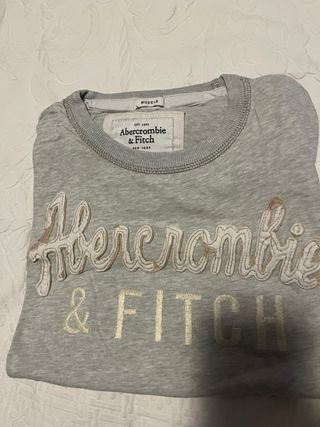 MUSCLE
EST. 1892
Abercrombie
& Fitch
NEW YORK
Abercrombie
& FITCH